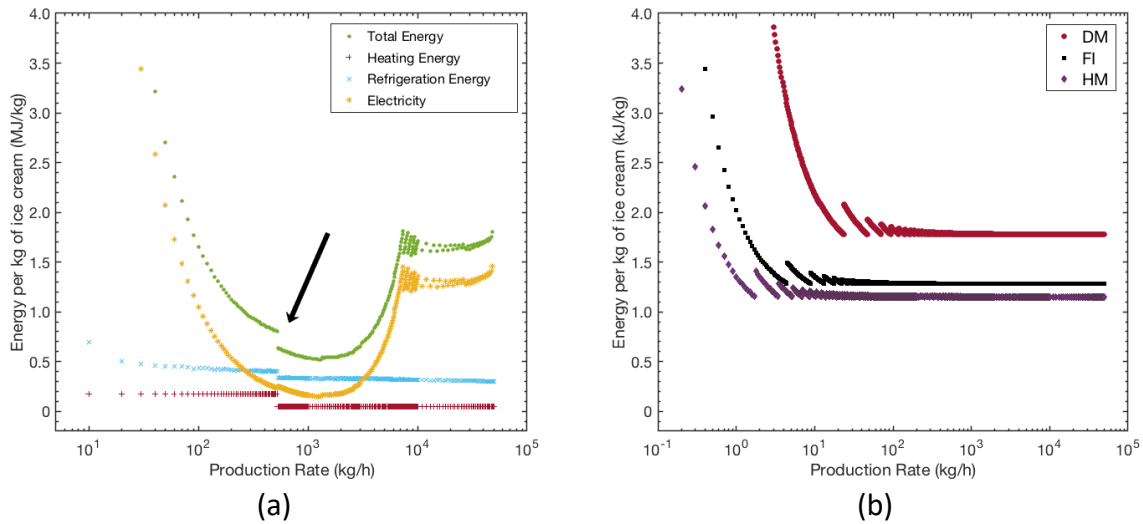 Energy per kg of ice cream (MJ/kg)
4.0
3.5
3.0
2.5
2.0
1.5
1.0
0.5
0
Total Energy
Heating Energy
Refrigeration Energy
Electricity
10^1
10^2
10^3
10^4
10^5
Production Rate (kg/h)
(a)
Energy per kg of ice cream (kJ/kg)
4.0
3.5
3.0
2.5
2.0
1.5
1.0
0.5
0
DM
FI
HM
10^-1
10^0
10^1
10^2
10^3
10^4
10^5
Production Rate (kg/h)
(b)